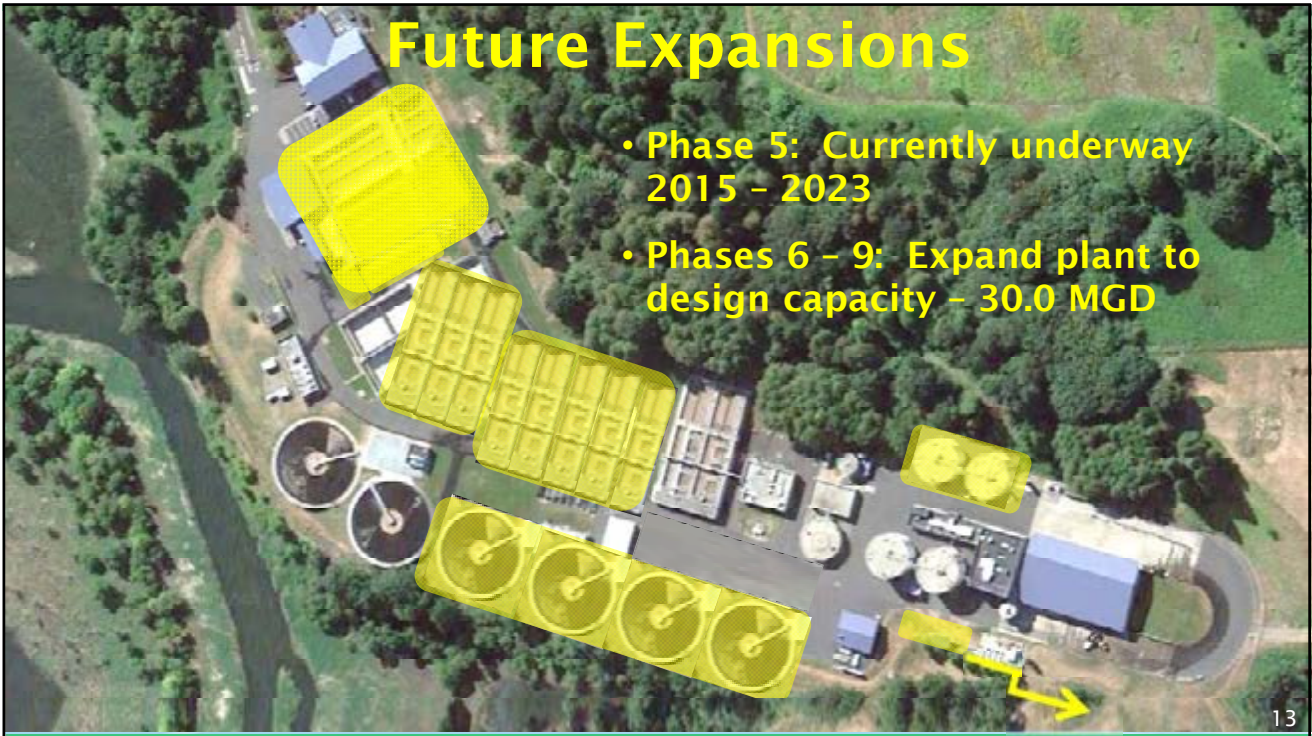 Future Expansions
• Phase 5:  Currently underway
2015 – 2023
• Phases 6 – 9:  Expand plant to
design capacity – 30.0 MGD
13